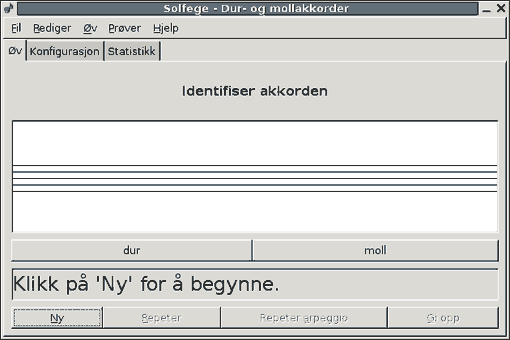 Solfege - Dur- og mollakkorder
Fil Rediger Øv Prøver Hjelp
Øv Konfigurasjon Statistikk
Identifiser akkorden
dur moll
Klikk på 'Ny' for å begynne.
Ny Repeter Repeter arpeggio Gi opp